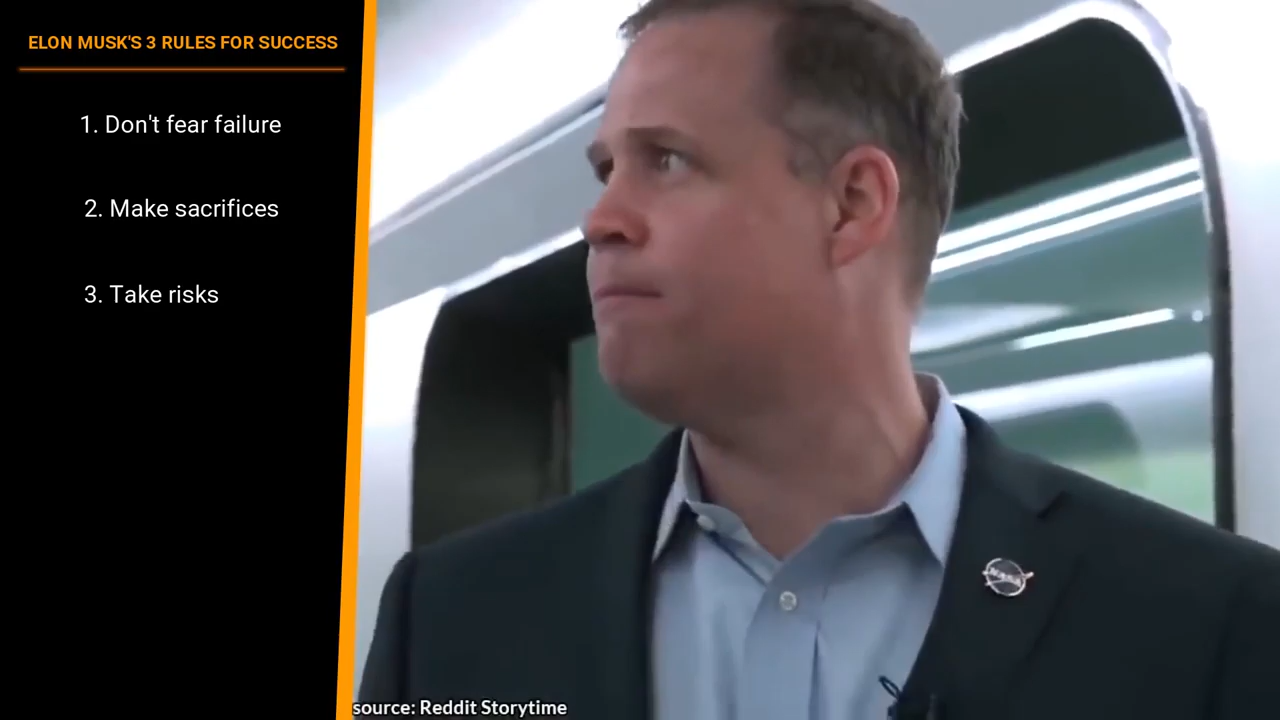 ELON MUSK'S 3 RULES FOR SUCCESS
1. Don't fear failure
2. Make sacrifices
3. Take risks
NASA
source: Reddit Storytime